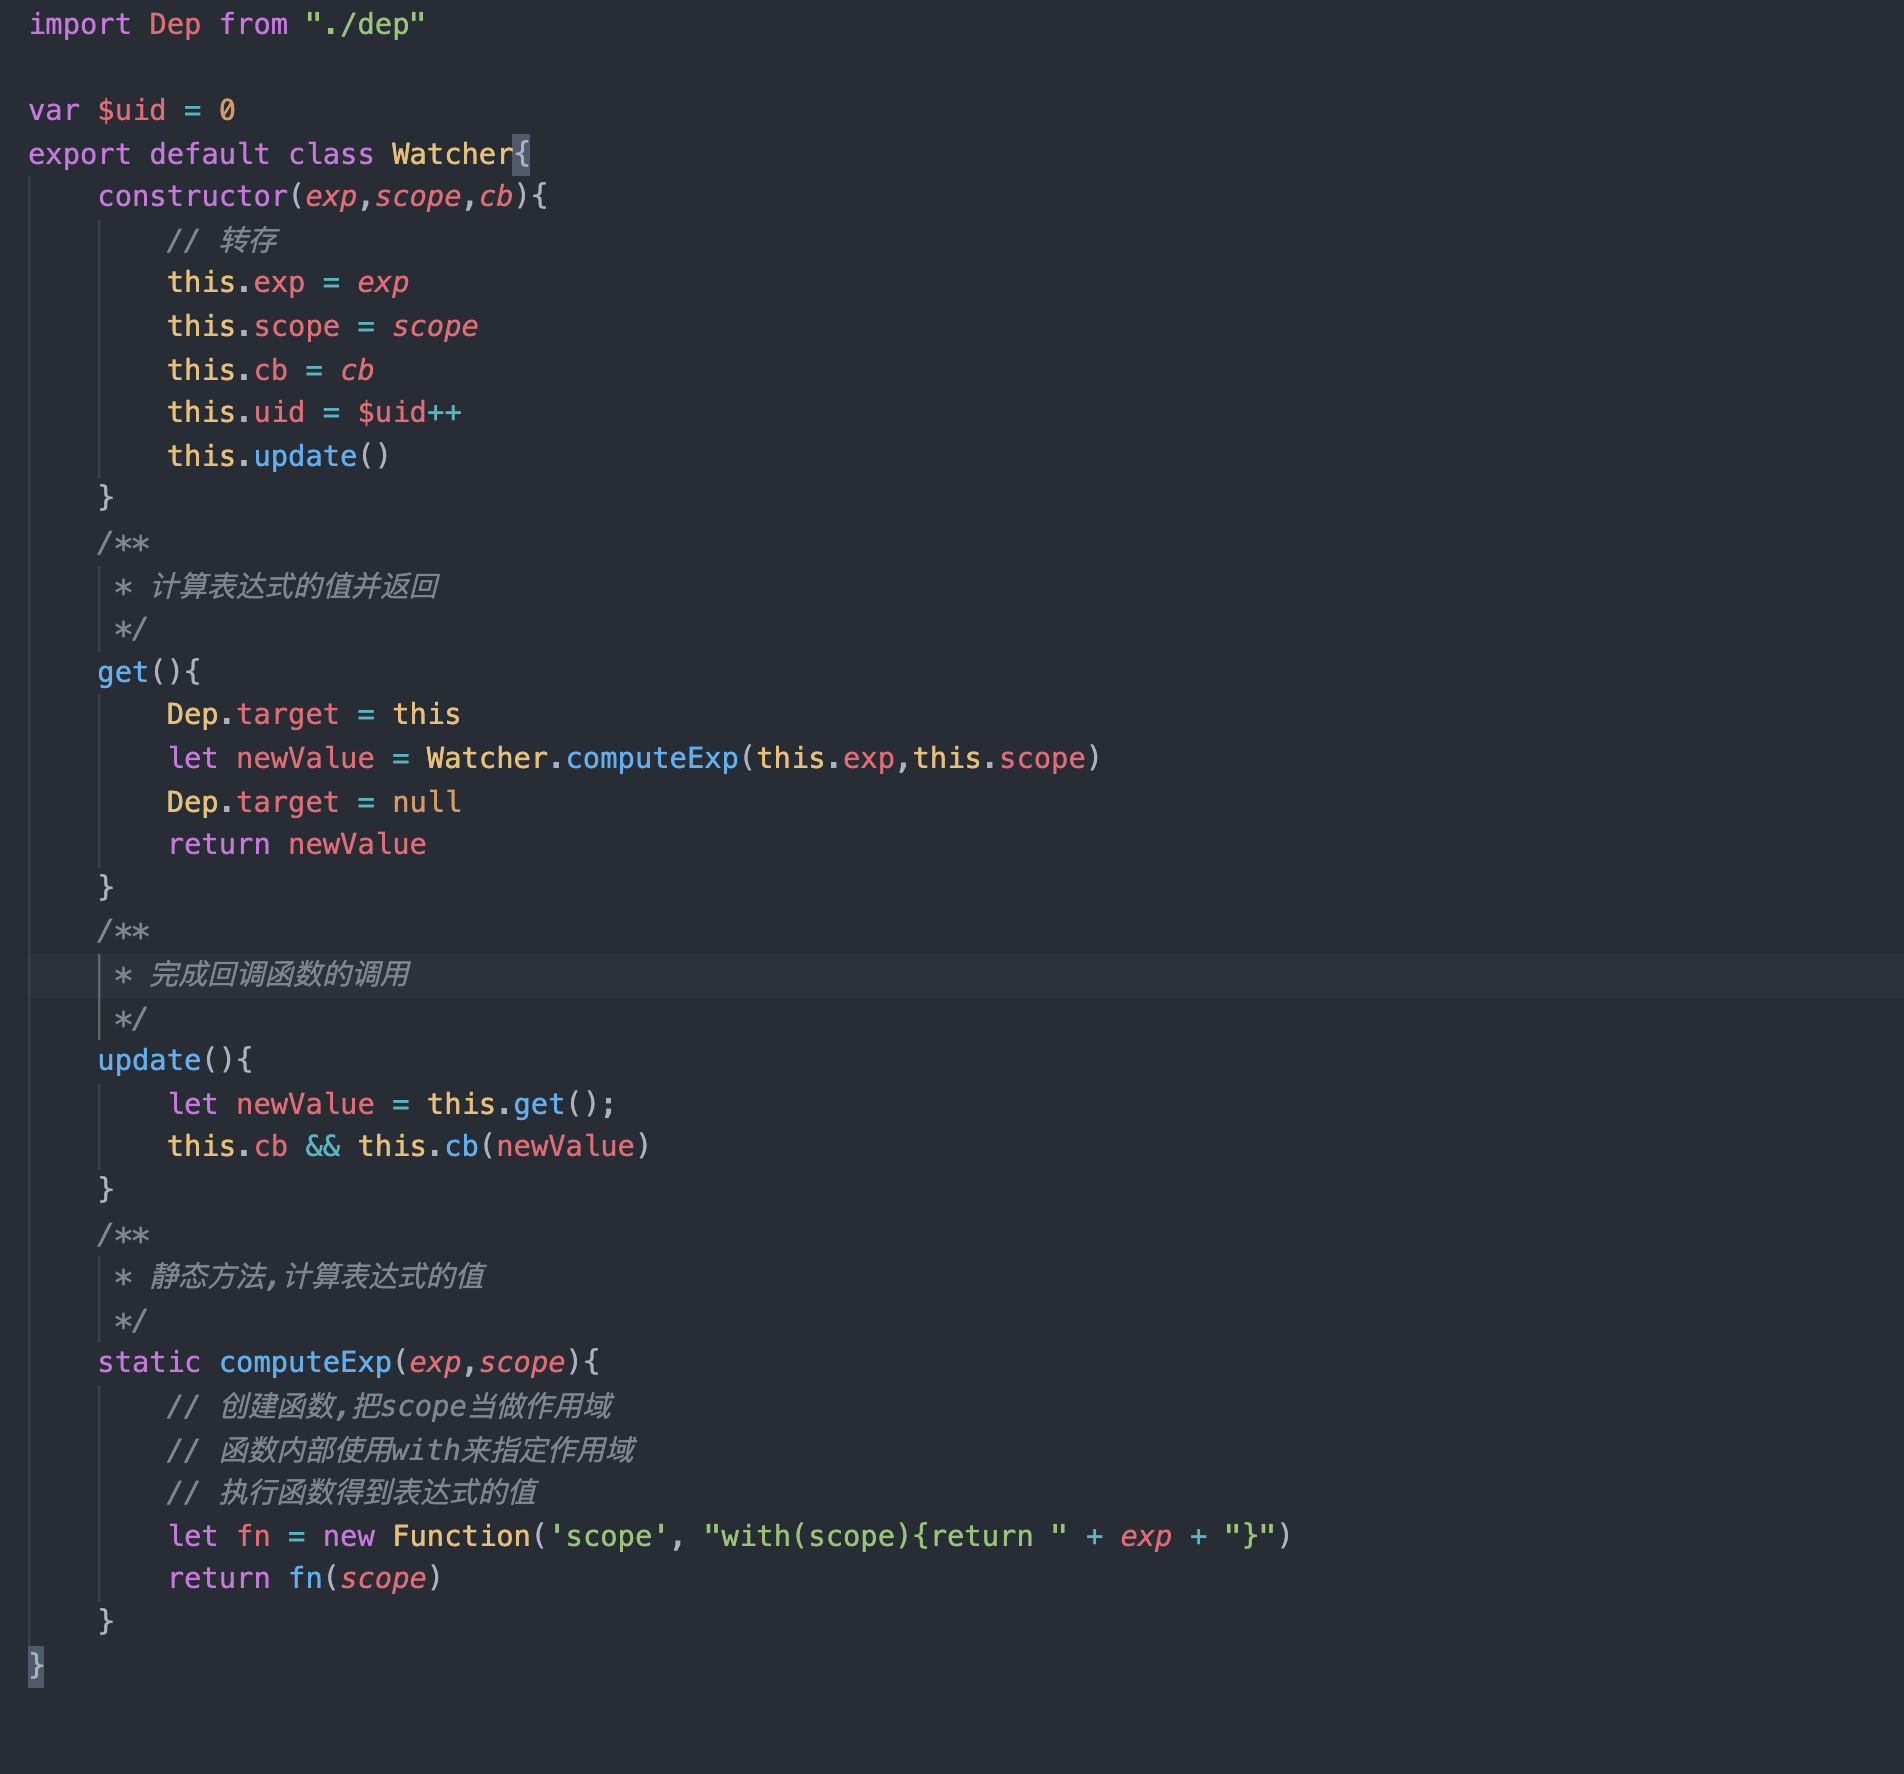 import Dep from "./dep"
var $uid = 0
export default class Watcher{
constructor(exp,scope,cb){
// 转存
this.exp = exp
this.scope = scope
this.cb = cb
this.uid = $uid++
this.update()
}
/**
* 计算表达式的值并返回
*/
get(){
Dep.target = this
let newValue = Watcher.computeExp(this.exp,this.scope)
Dep.target = null
return newValue
}
/**
* 完成回调函数的调用
*/
update(){
let newValue = this.get();
this.cb && this.cb(newValue)
}
/**
* 静态方法,计算表达式的值
*/
static computeExp(exp,scope){
// 创建函数,把scope当做作用域
// 函数内部使用with来指定作用域
// 执行函数得到表达式的值
let fn = new Function('scope', "with(scope){return " + exp + "}")
return fn(scope)
}
}